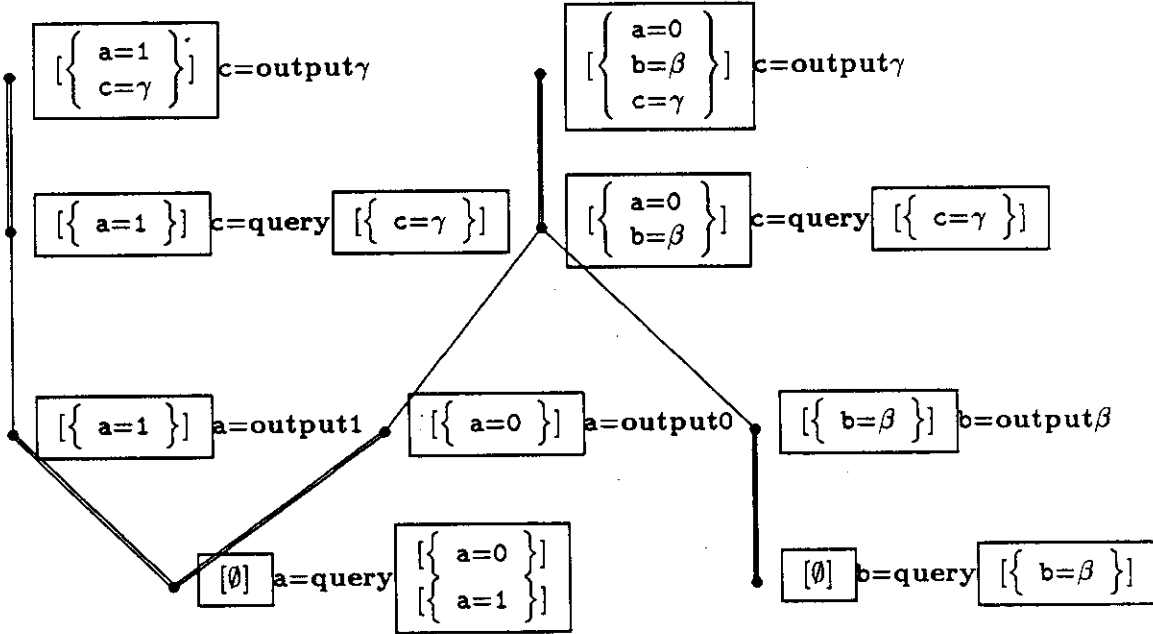 [{ a=1 c=γ }] c=outputγ
[{ a=0 b=β c=γ }] c=outputγ
[{ a=1 }] c=query [{ c=γ }]
[{ a=0 b=β }] c=query [{ c=γ }]
[{ a=1 }] a=output1
[{ a=0 }] a=output0
[{ b=β }] b=outputβ
[∅] a=query [{ a=0 }] [{ a=1 }]
[∅] b=query [{ b=β }]